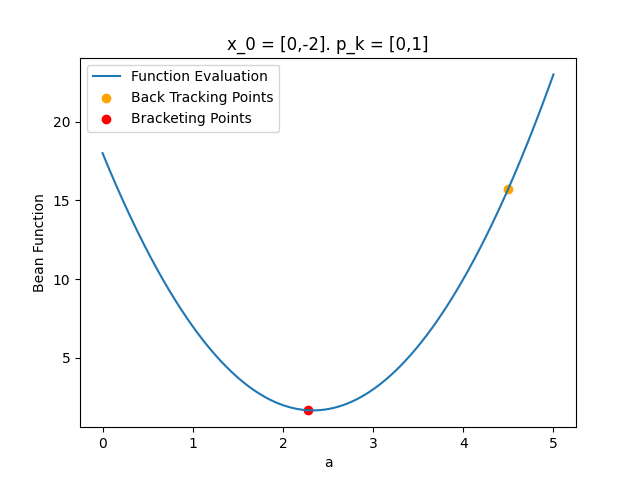 x_0 = [0,-2]. p_k = [0,1]
Function Evaluation
Back Tracking Points
Bracketing Points
Bean Function
20
15
10
5
0 1 2 3 4 5
a